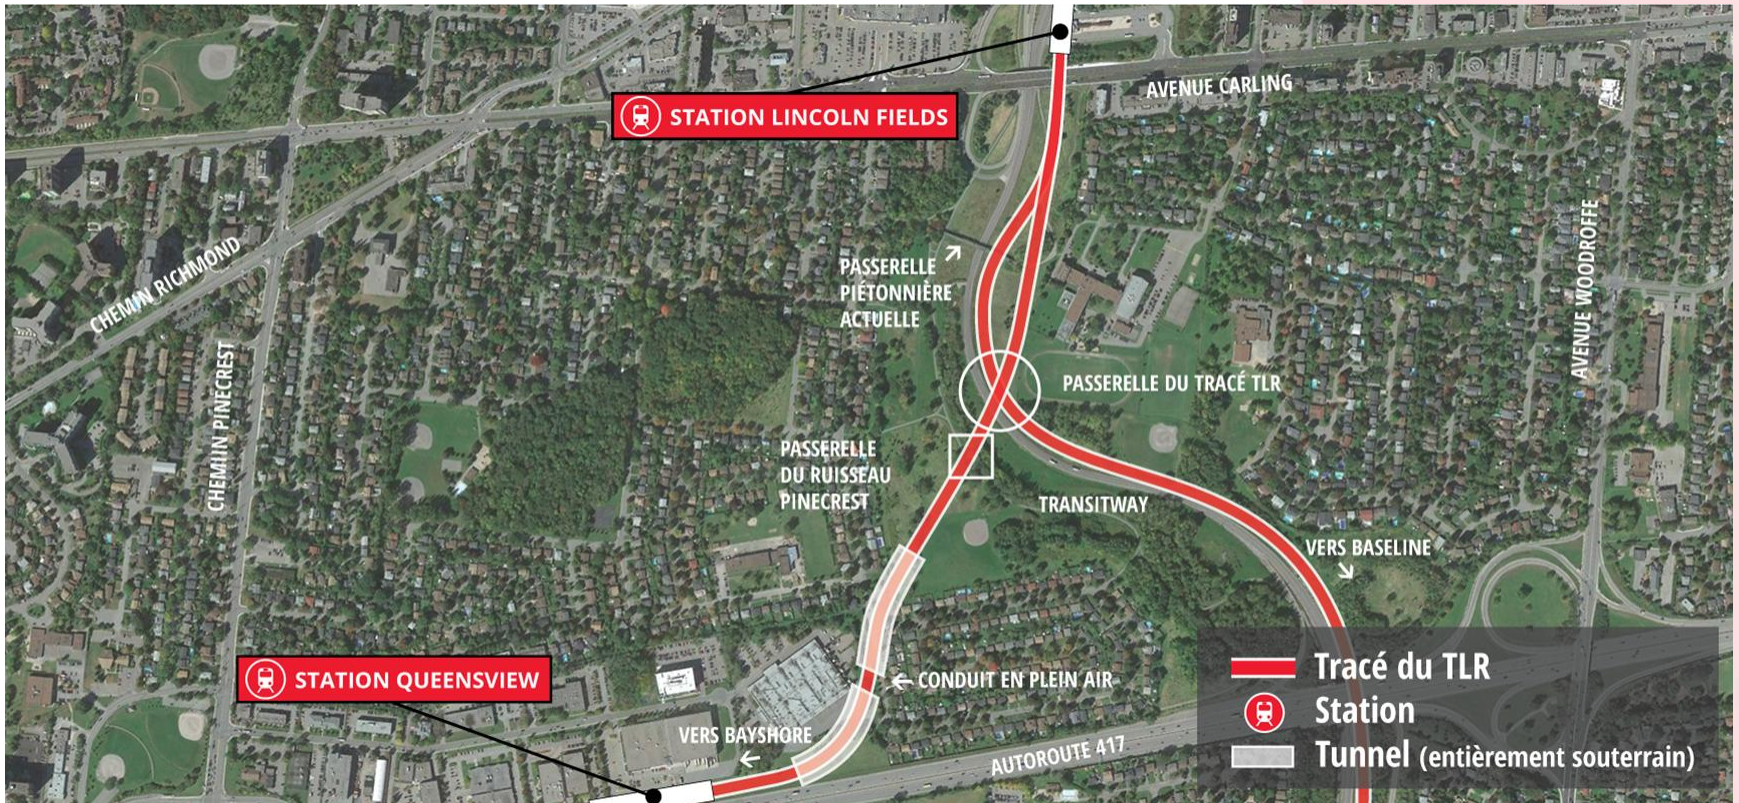 AVENUE CARLING
STATION LINCOLN FIELDS
CHEMIN RICHMOND
PASSERELLE
PIÉTONNIÈRE
ACTUELLE
AVENUE WOODROFFE
CHEMIN PINECREST
PASSERELLE DU TRACÉ TLR
PASSERELLE
DU RUISSEAU
PINECREST
TRANSITWAY
VERS BASELINE
STATION QUEENSVIEW
CONDUIT EN PLEIN AIR
VERS BAYSHORE
AUTOROUTE 417
Tracé du TLR
Station
Tunnel (entièrement souterrain)